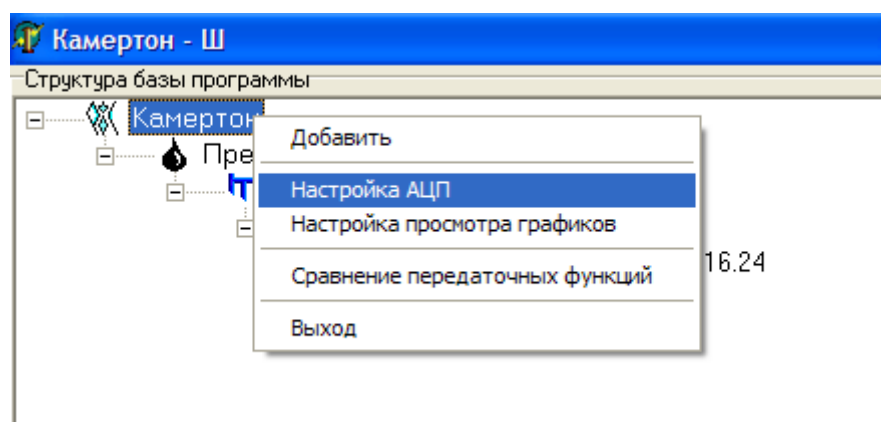 Камертон - Ш
Структура базы программы
Камертон
Добавить
Пре
Настройка АЦП
Настройка просмотра графиков
16.24
Сравнение передаточных функций
Выход